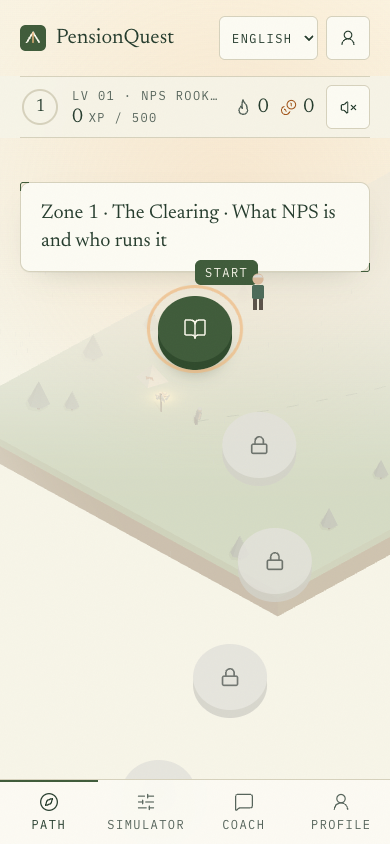 PensionQuest
ENGLISH
1
LV 01 · NPS ROOK…
0 XP / 500
0
0
Zone 1 · The Clearing · What NPS is
and who runs it
START
PATH
SIMULATOR
COACH
PROFILE